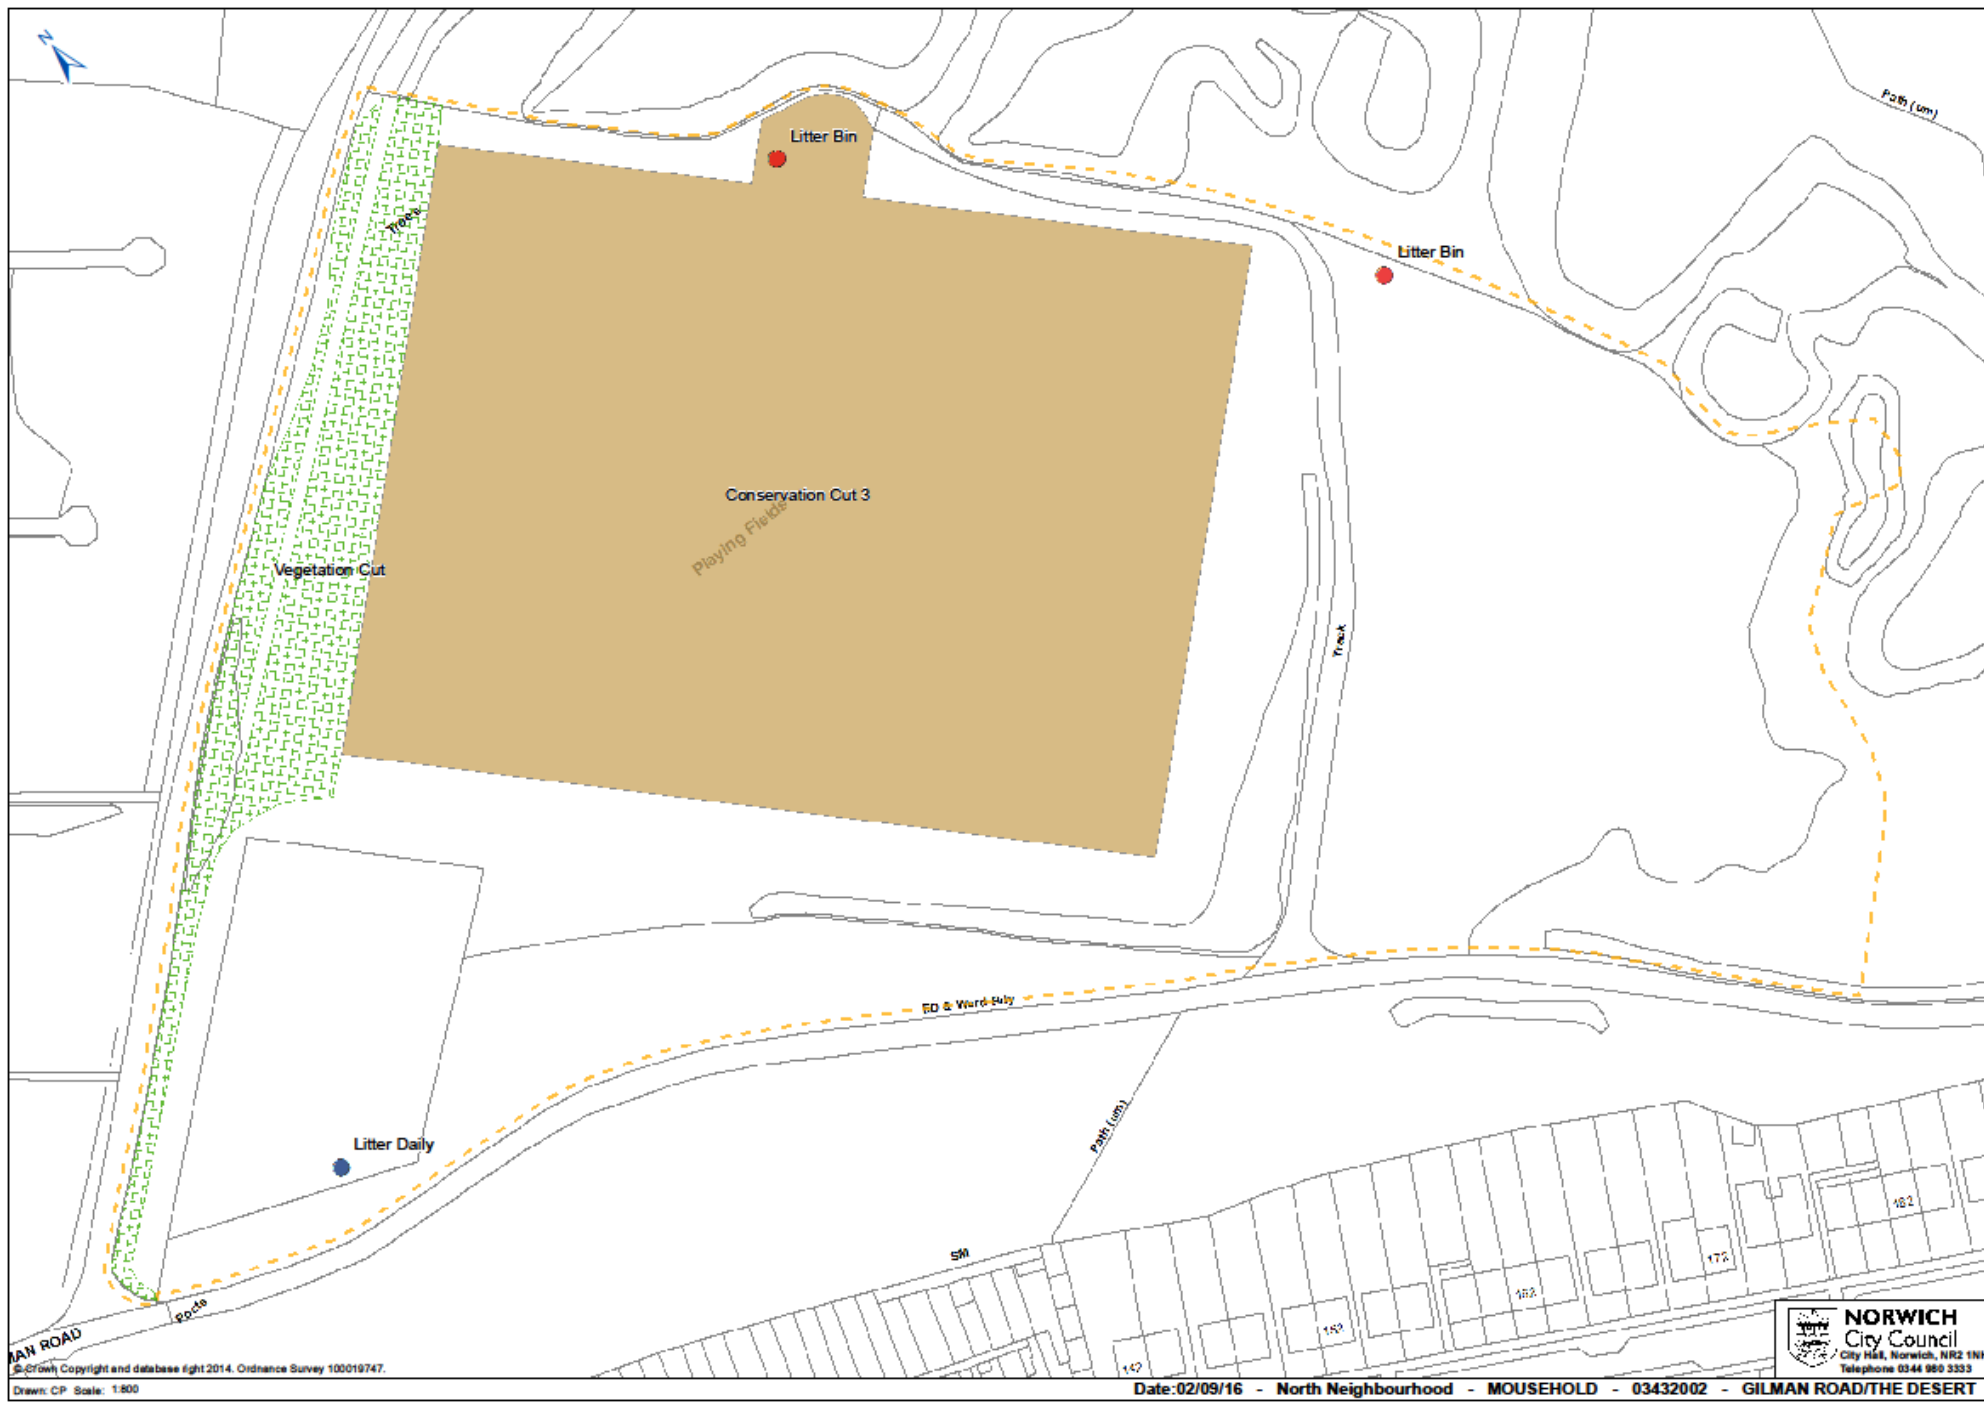 N
Path (um)
Litter Bin
Trees
Litter Bin
Conservation Cut 3
Playing Fields
Vegetation Cut
Track
ED & Ward Bdy
Path (um)
Litter Daily
SM
182
172
162
152
142
Posts
MAN ROAD
NORWICH
City Council
City Hall, Norwich, NR2 1NH
Telephone 0344 980 3333
© Crown Copyright and database right 2014. Ordnance Survey 100019747.
Drawn: CP Scale: 1:800
Date:02/09/16 - North Neighbourhood - MOUSEHOLD - 03432002 - GILMAN ROAD/THE DESERT